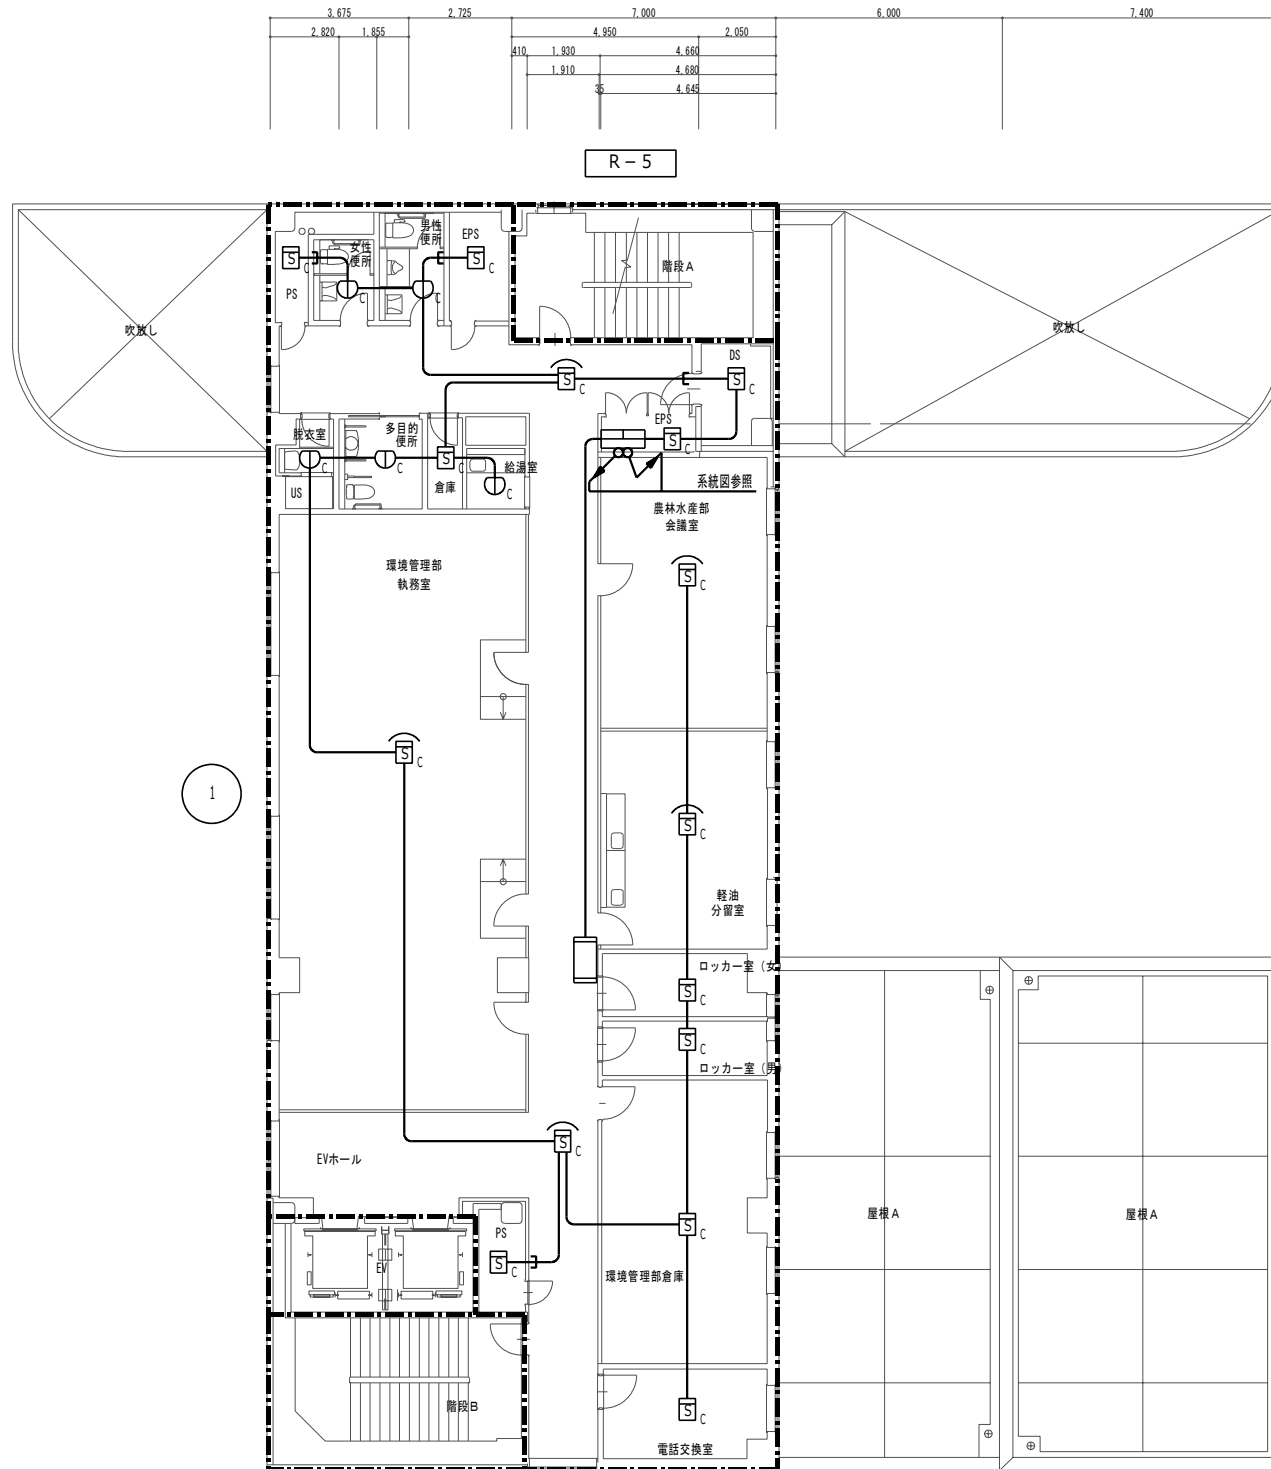 3.675 2.725 7.000 6.000 7.400
2.820 1.855 4.950 2.050
410 1.930 4.660
1.910 4.680
35 4.645
R－5
男性
便所
女性
便所
EPS
階段A
S C
S C
PS
C
C
吹放し
吹放し
DS
S C
S C
EPS
S C
脱衣室
多目的
便所
給湯室
S C
C
C
倉庫
US
系統図参照
農林水産部
会議室
環境管理部
執務室
S C
S C
1
S C
軽油
分留室
ロッカー室（女
S C
S C
ロッカー室（男
S C
EVホール
屋根A
屋根A
PS
S C
S C
EV
環境管理部倉庫
階段B
S C
電話交換室